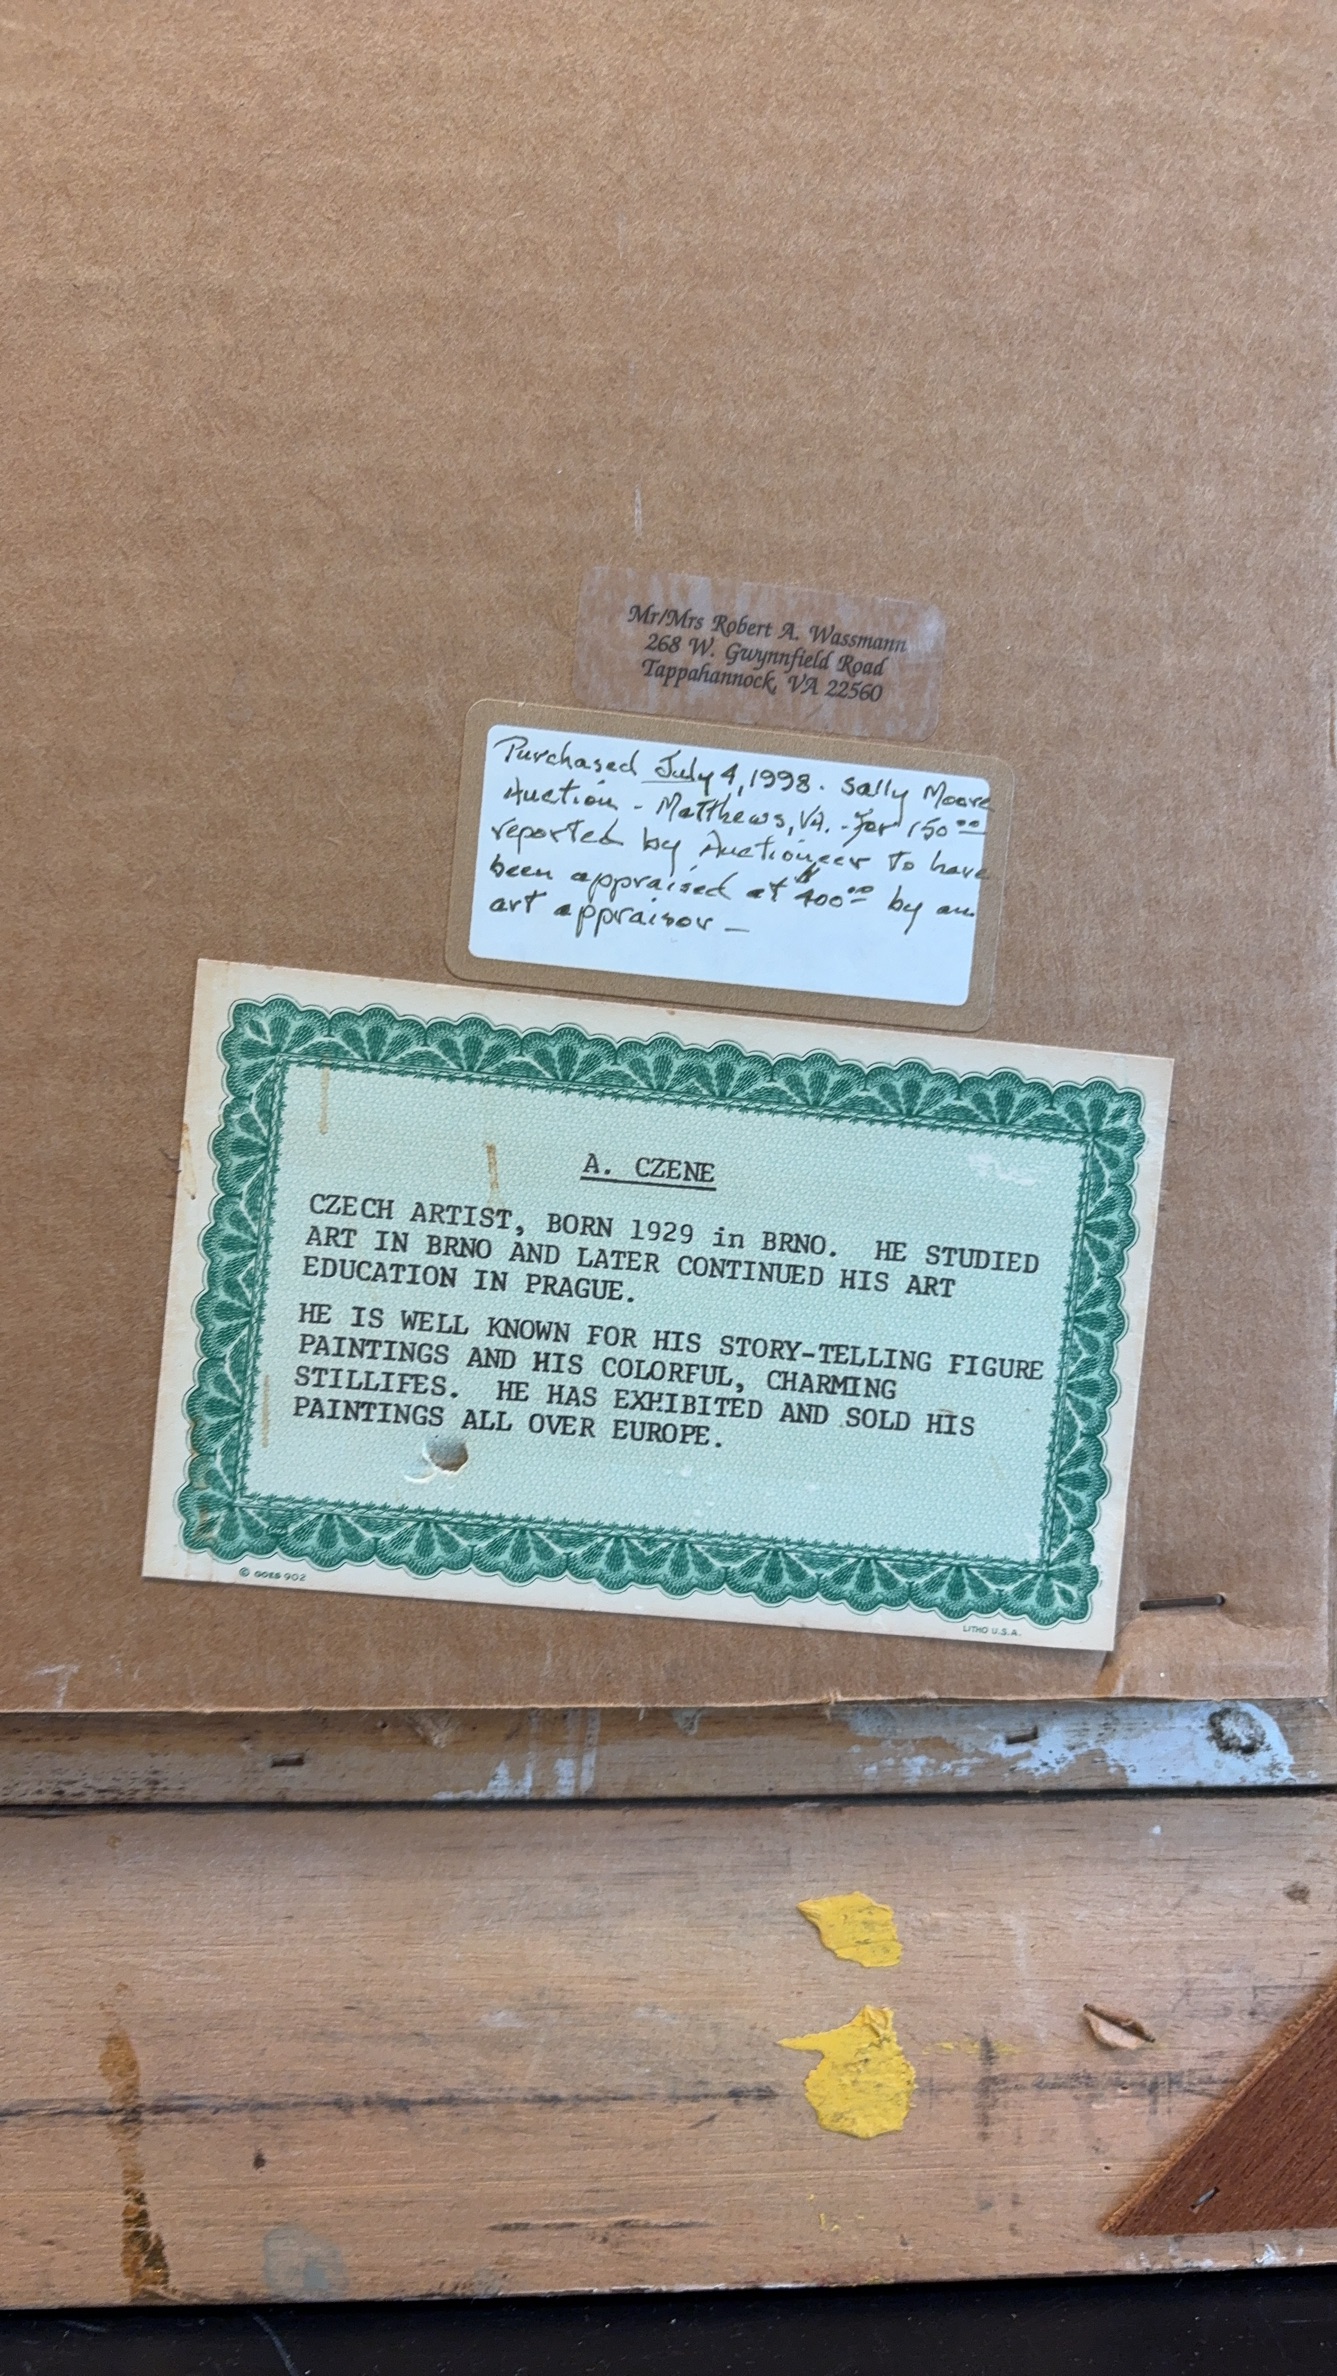 Mr/Mrs Robert A. Wassmann
268 W. Gwynnfield Road
Tappahannock, VA 22560
Purchased July 4, 1998. Sally Moore
Auction - Matthews, VA. - for 150.00
reported by Auctioneer to have
been appraised at $400.00 by an
art appraisor -
A. CZENE
CZECH ARTIST, BORN 1929 in BRNO. HE STUDIED
ART IN BRNO AND LATER CONTINUED HIS ART
EDUCATION IN PRAGUE.
HE IS WELL KNOWN FOR HIS STORY-TELLING FIGURE
PAINTINGS AND HIS COLORFUL, CHARMING
STILLIFES. HE HAS EXHIBITED AND SOLD HIS
PAINTINGS ALL OVER EUROPE.
© GOES 902
LITHO U.S.A.